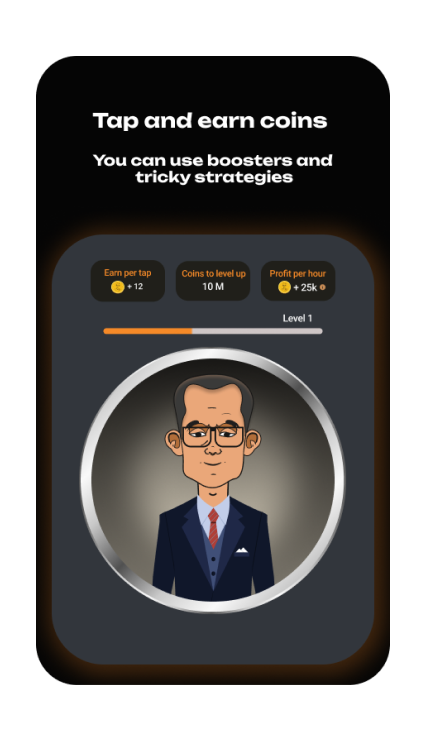 Tap and earn coins
You can use boosters and
tricky strategies
Earn per tap
+ 12
Coins to level up
10 M
Profit per hour
+ 25k
Level 1